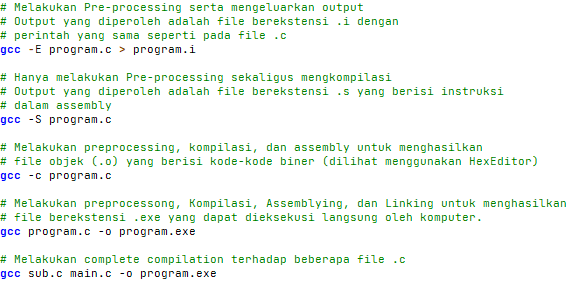 # Melakukan Pre-processing serta mengeluarkan output
# Output yang diperoleh adalah file berekstensi .i dengan
# perintah yang sama seperti pada file .c
gcc -E program.c > program.i
# Hanya melakukan Pre-processing sekaligus mengkompilasi
# Output yang diperoleh adalah file berekstensi .s yang berisi instruksi
# dalam assembly
gcc -S program.c
# Melakukan preprocessing, kompilasi, dan assembly untuk menghasilkan
# file objek (.o) yang berisi kode-kode biner (dilihat menggunakan HexEditor)
gcc -c program.c
# Melakukan preprocessong, Kompilasi, Assemblying, dan Linking untuk menghasilkan
# file berekstensi .exe yang dapat dieksekusi langsung oleh komputer.
gcc program.c -o program.exe
# Melakukan complete compilation terhadap beberapa file .c
gcc sub.c main.c -o program.exe